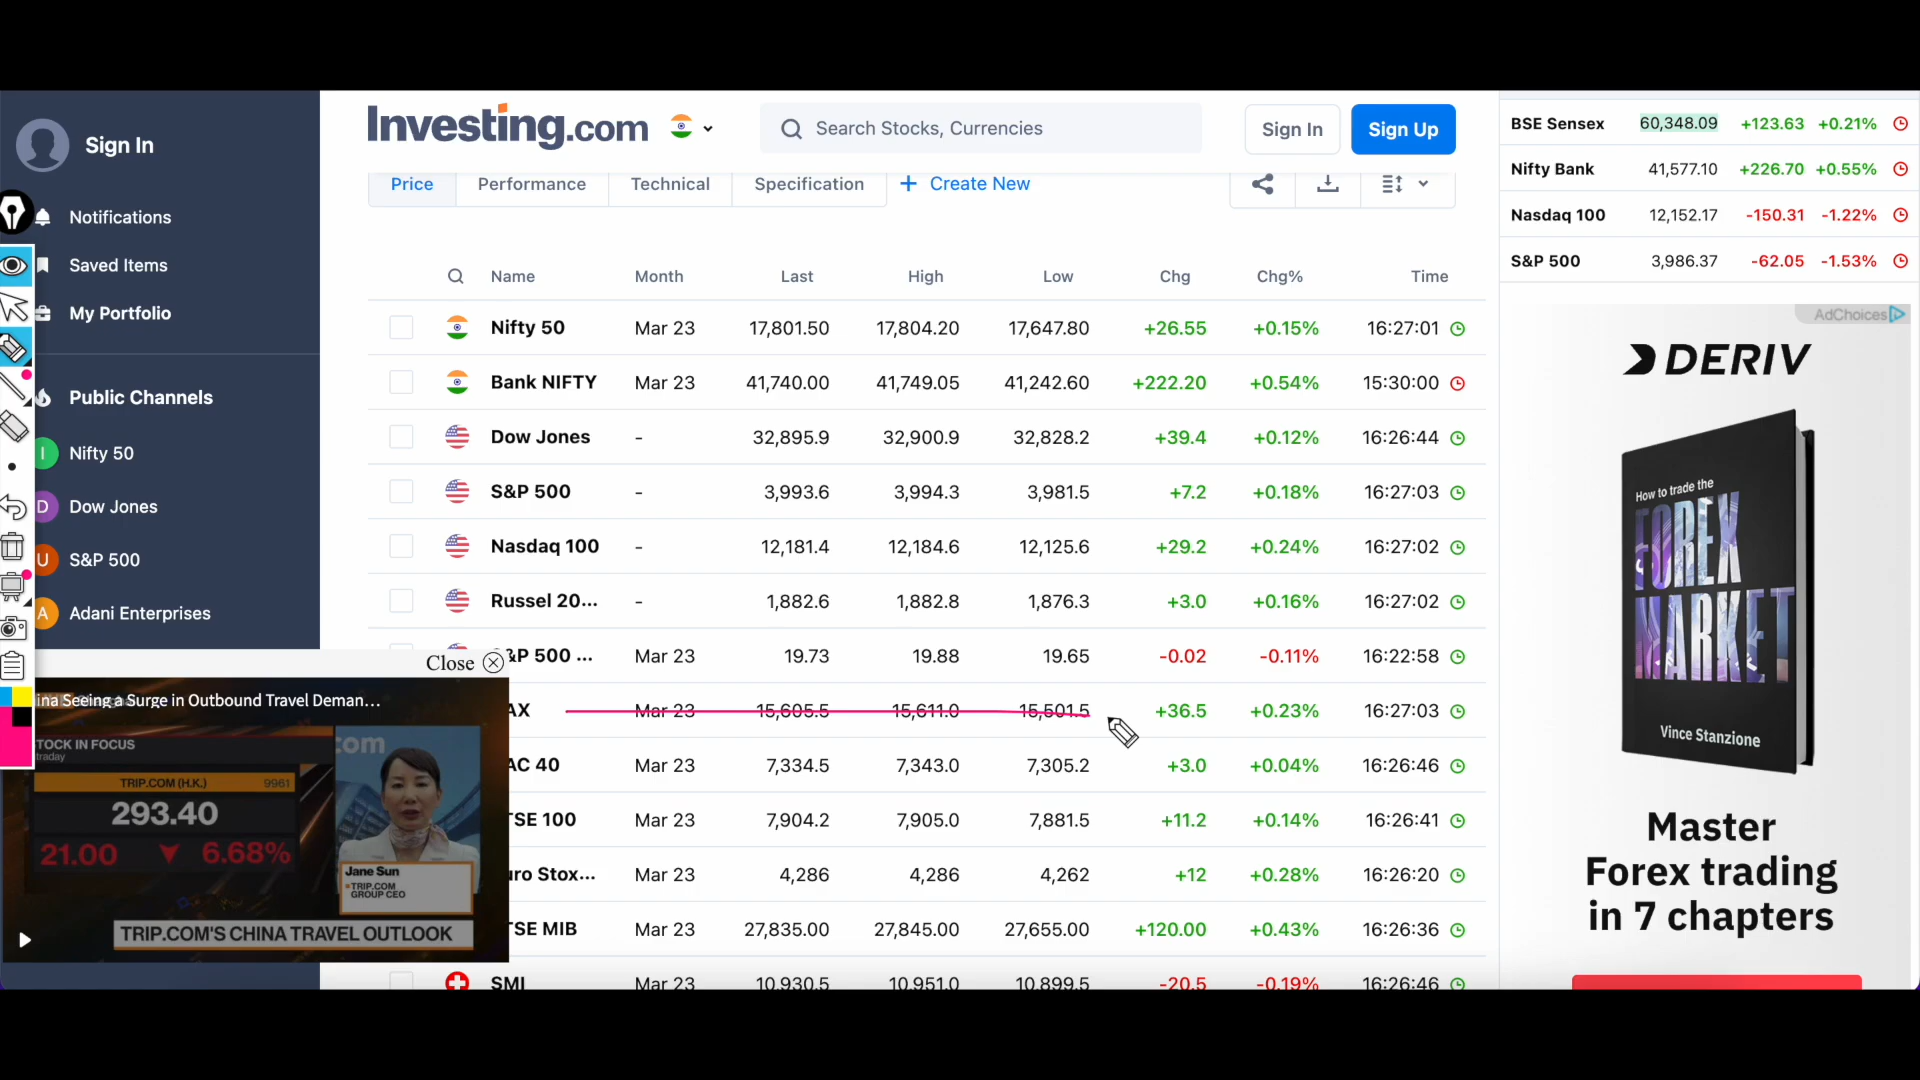 Sign In
Notifications
Saved Items
My Portfolio
Public Channels
I Nifty 50
D Dow Jones
U S&P 500
A Adani Enterprises
Investing.com
Search Stocks, Currencies
Sign In
Sign Up
Price Performance Technical Specification + Create New
Name Month Last High Low Chg Chg% Time
Nifty 50 Mar 23 17,801.50 17,804.20 17,647.80 +26.55 +0.15% 16:27:01
Bank NIFTY Mar 23 41,740.00 41,749.05 41,242.60 +222.20 +0.54% 15:30:00
Dow Jones - 32,895.9 32,900.9 32,828.2 +39.4 +0.12% 16:26:44
S&P 500 - 3,993.6 3,994.3 3,981.5 +7.2 +0.18% 16:27:03
Nasdaq 100 - 12,181.4 12,184.6 12,125.6 +29.2 +0.24% 16:27:02
Russel 20... - 1,882.6 1,882.8 1,876.3 +3.0 +0.16% 16:27:02
&P 500 ... Mar 23 19.73 19.88 19.65 -0.02 -0.11% 16:22:58
AX Mar 23 15,605.5 15,611.0 15,501.5 +36.5 +0.23% 16:27:03
AC 40 Mar 23 7,334.5 7,343.0 7,305.2 +3.0 +0.04% 16:26:46
TSE 100 Mar 23 7,904.2 7,905.0 7,881.5 +11.2 +0.14% 16:26:41
uro Stox... Mar 23 4,286 4,286 4,262 +12 +0.28% 16:26:20
TSE MIB Mar 23 27,835.00 27,845.00 27,655.00 +120.00 +0.43% 16:26:36
SMI Mar 23 10,930.5 10,951.0 10,899.5 -20.5 -0.19% 16:26:46
Close
ina Seeing a Surge in Outbound Travel Deman...
.com
TOCK IN FOCUS
traday
TRIP.COM (H.K.) 9961
293.40
21.00 ▼ 6.68%
Jane Sun
TRIP.COM
GROUP CEO
TRIP.COM'S CHINA TRAVEL OUTLOOK
BSE Sensex 60,348.09 +123.63 +0.21%
Nifty Bank 41,577.10 +226.70 +0.55%
Nasdaq 100 12,152.17 -150.31 -1.22%
S&P 500 3,986.37 -62.05 -1.53%
AdChoices
DERIV
How to trade the
FOREX
MARKET
Vince Stanzione
Master
Forex trading
in 7 chapters